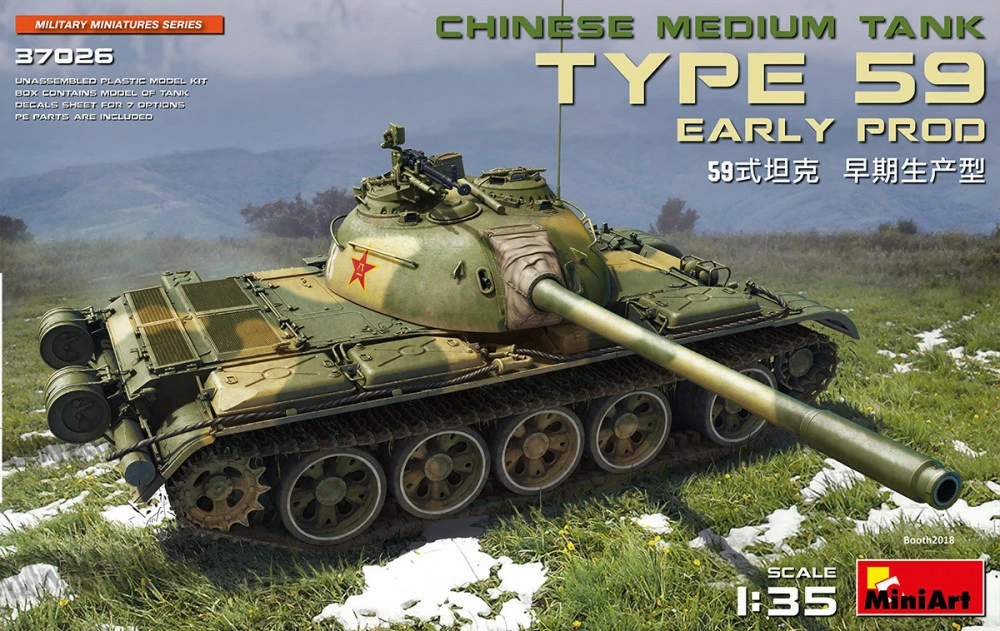 MILITARY MINIATURES SERIES
37026
UNASSEMBLED PLASTIC MODEL KIT
BOX CONTAINS MODEL OF TANK
DECALS SHEET FOR 7 OPTIONS
PE PARTS ARE INCLUDED
CHINESE MEDIUM TANK
TYPE 59
EARLY PROD
59式坦克 早期生产型
八一
Booth2018
SCALE
1:35
MiniArt